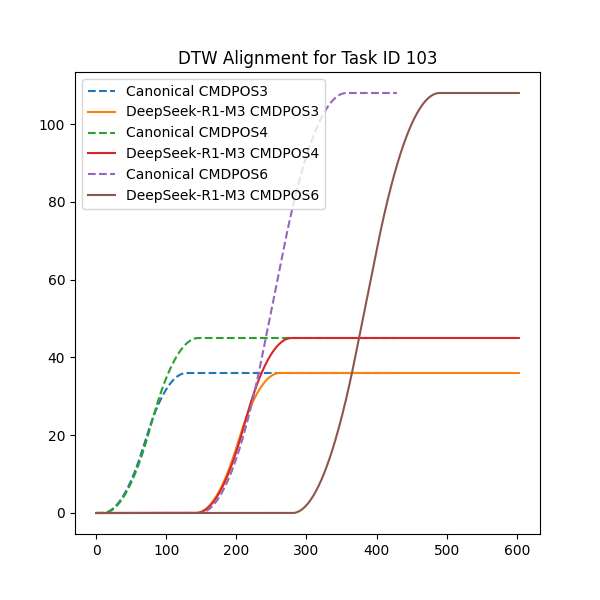 DTW Alignment for Task ID 103
Canonical CMDPOS3
DeepSeek-R1-M3 CMDPOS3
Canonical CMDPOS4
DeepSeek-R1-M3 CMDPOS4
Canonical CMDPOS6
DeepSeek-R1-M3 CMDPOS6
100
80
60
40
20
0
0 100 200 300 400 500 600